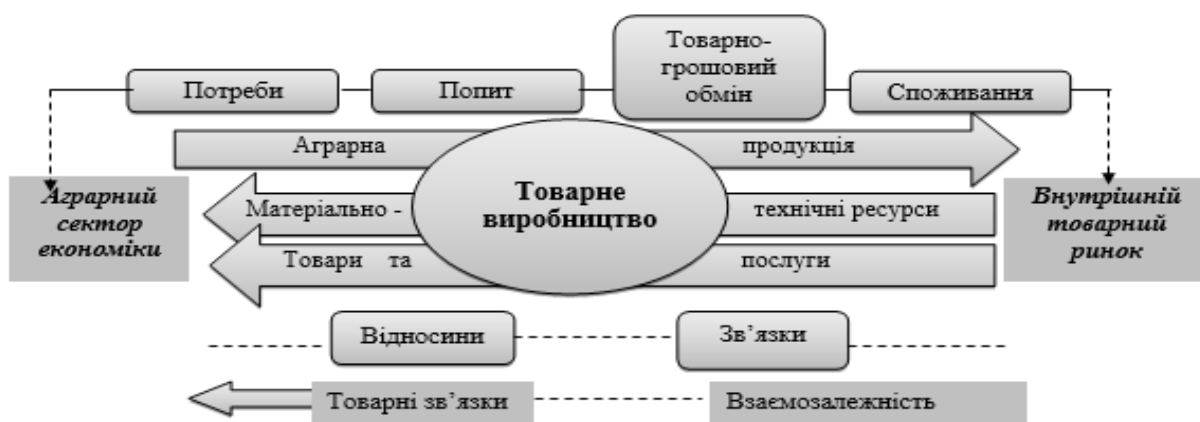 Товарно-
грошовий
обмін
Потреби
Попит
Споживання
Аграрна продукція
Аграрний
сектор
економіки
Товарне
виробництво
Внутрішній
товарний
ринок
Матеріально - технічні ресурси
Товари та послуги
Відносини
Зв’язки
Товарні зв’язки
Взаємозалежність